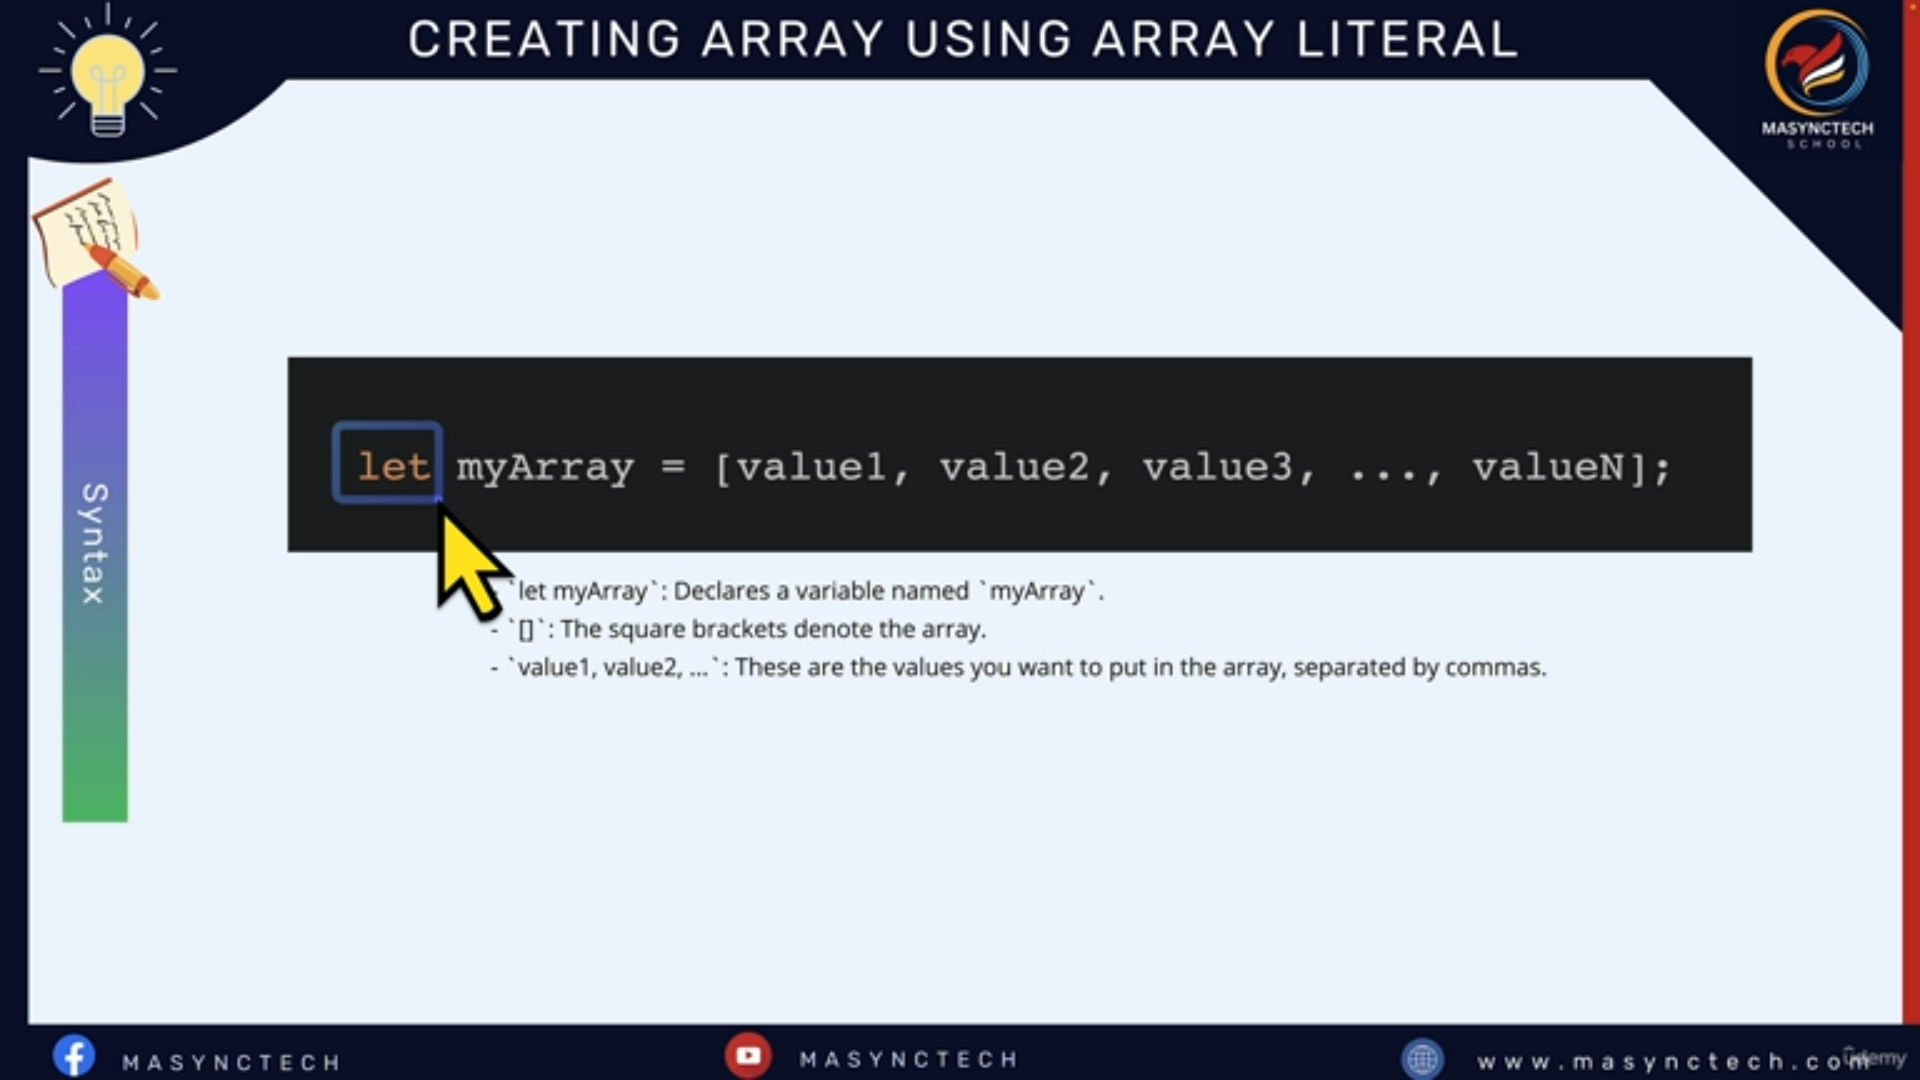 CREATING ARRAY USING ARRAY LITERAL
MASYNCTECH
SCHOOL
Syntax
let myArray = [value1, value2, value3, ..., valueN];
`let myArray`: Declares a variable named `myArray`.
- `[]`: The square brackets denote the array.
- `value1, value2, ...`: These are the values you want to put in the array, separated by commas.
MASYNCTECH
MASYNCTECH
www.masynctech.com
ûdemy